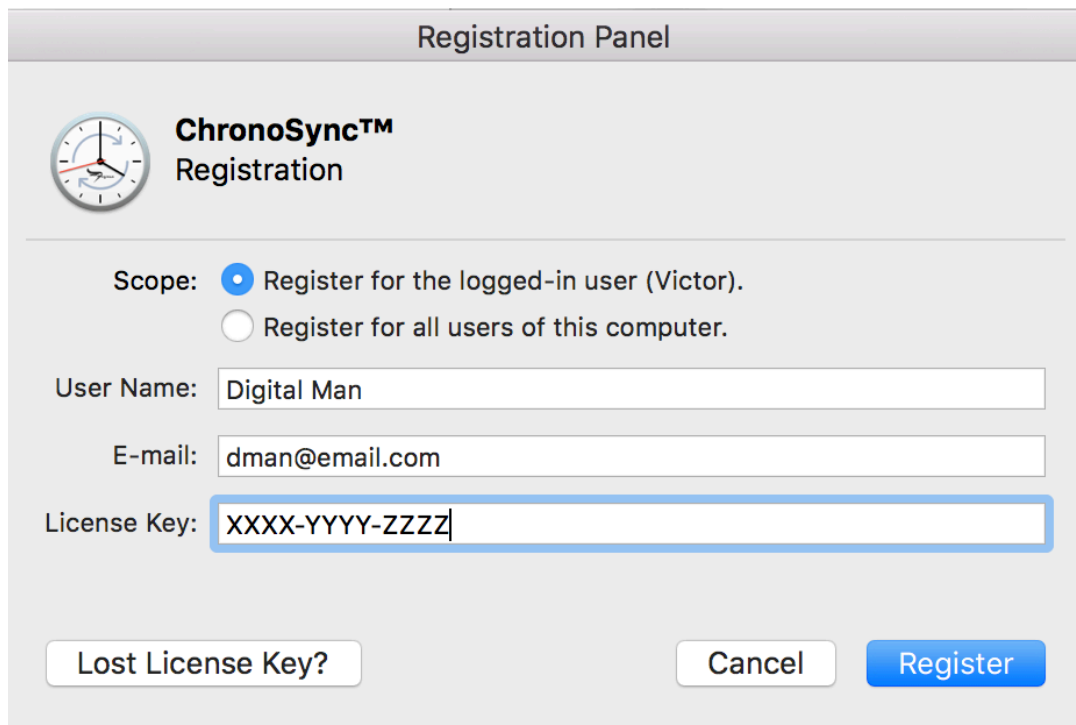 Registration Panel
ChronoSync™
Registration
Scope: Register for the logged-in user (Victor).
Register for all users of this computer.
User Name: Digital Man
E-mail: dman@email.com
License Key: XXXX-YYYY-ZZZZ
Lost License Key? Cancel Register